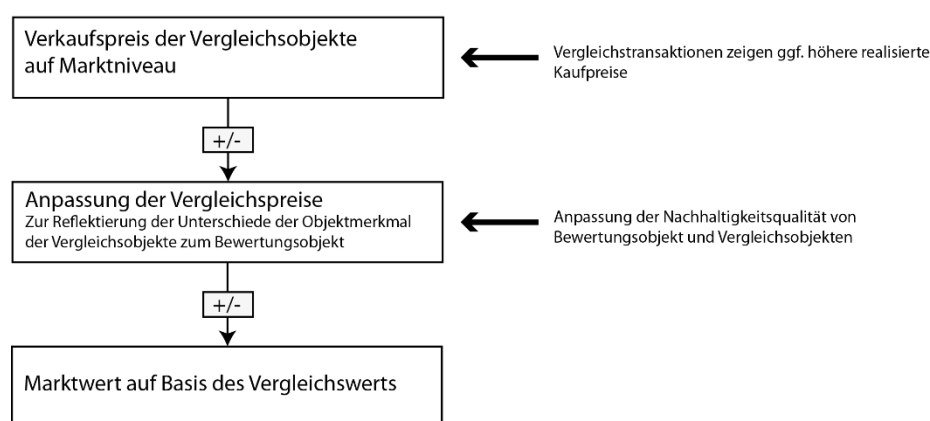 Verkaufspreis der Vergleichsobjekte
auf Marktniveau
Vergleichstransaktionen zeigen ggf. höhere realisierte
Kaufpreise
+/-
Anpassung der Vergleichspreise
Zur Reflektierung der Unterschiede der Objektmerkmal
der Vergleichsobjekte zum Bewertungsobjekt
Anpassung der Nachhaltigkeitsqualität von
Bewertungsobjekt und Vergleichsobjekten
+/-
Marktwert auf Basis des Vergleichswerts